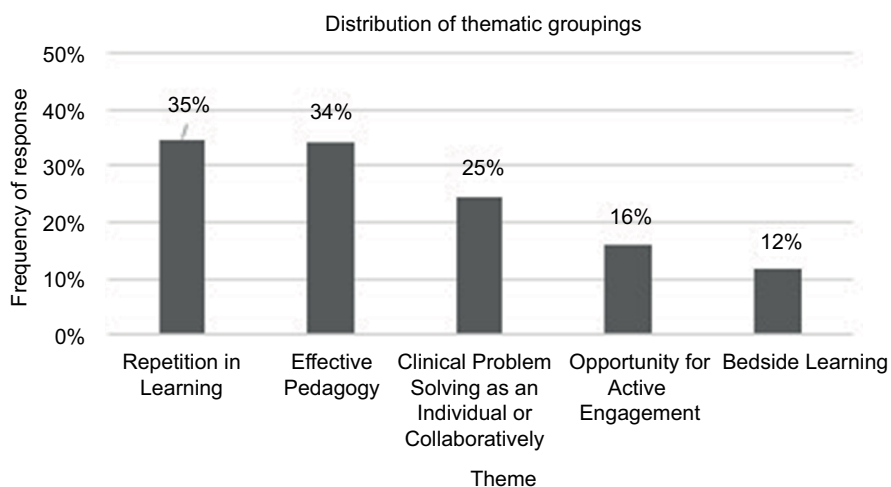 Distribution of thematic groupings
50%
40%
30%
20%
10%
0%
Frequency of response
35%
34%
25%
16%
12%
Repetition in
Learning
Effective
Pedagogy
Clinical Problem
Solving as an
Individual or
Collaboratively
Opportunity for
Active
Engagement
Bedside Learning
Theme